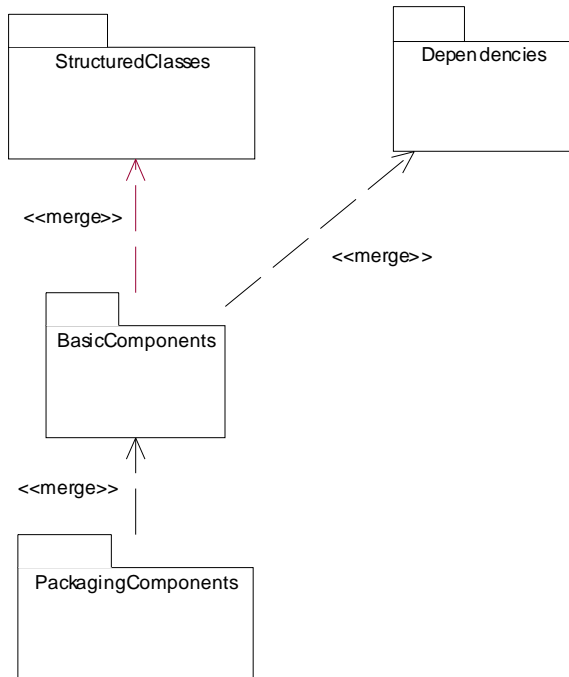 StructuredClasses
Dependencies
<<merge>>
<<merge>>
BasicComponents
<<merge>>
PackagingComponents